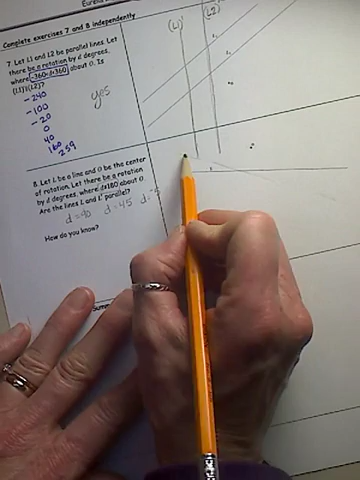 Eureka
Complete exercises 7 and 8 independently
7. Let L1 and L2 be parallel lines. Let
there be a rotation by d degrees,
where -360<d<360 about O. Is
(L1)'||(L2)'?
-240
-100
-20
0
40
160
259
yes
(L1)'
(L2)'
8. Let L be a line and O be the center
of rotation. Let there be a rotation
by d degrees, where d≠180 about O.
Are the lines L and L' parallel?
d=90 d=45
How do you know?